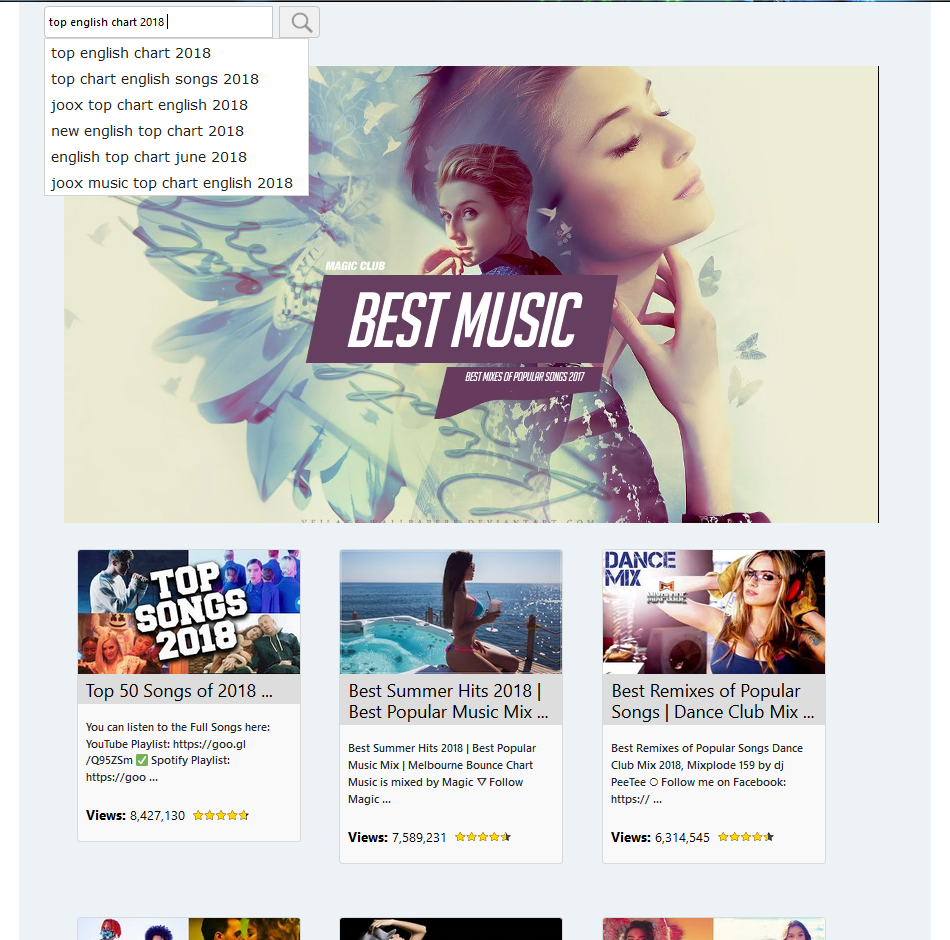 top english chart 2018
top english chart 2018
top chart english songs 2018
joox top chart english 2018
new english top chart 2018
english top chart june 2018
joox music top chart english 2018
MAGIC CLUB
BEST MUSIC
BEST MIXES OF POPULAR SONGS 2017
TOP
SONGS
2018
DANCE
MIX
MIXPLODE
Top 50 Songs of 2018 ...
You can listen to the Full Songs here:
YouTube Playlist: https://goo.gl
/Q95ZSm ✅ Spotify Playlist:
https://goo ...
Views: 8,427,130
Best Summer Hits 2018 |
Best Popular Music Mix ...
Best Summer Hits 2018 | Best Popular
Music Mix | Melbourne Bounce Chart
Music is mixed by Magic ▽ Follow
Magic ...
Views: 7,589,231
Best Remixes of Popular
Songs | Dance Club Mix ...
Best Remixes of Popular Songs Dance
Club Mix 2018, Mixplode 159 by dj
PeeTee ⎔ Follow me on Facebook:
https:// ...
Views: 6,314,545